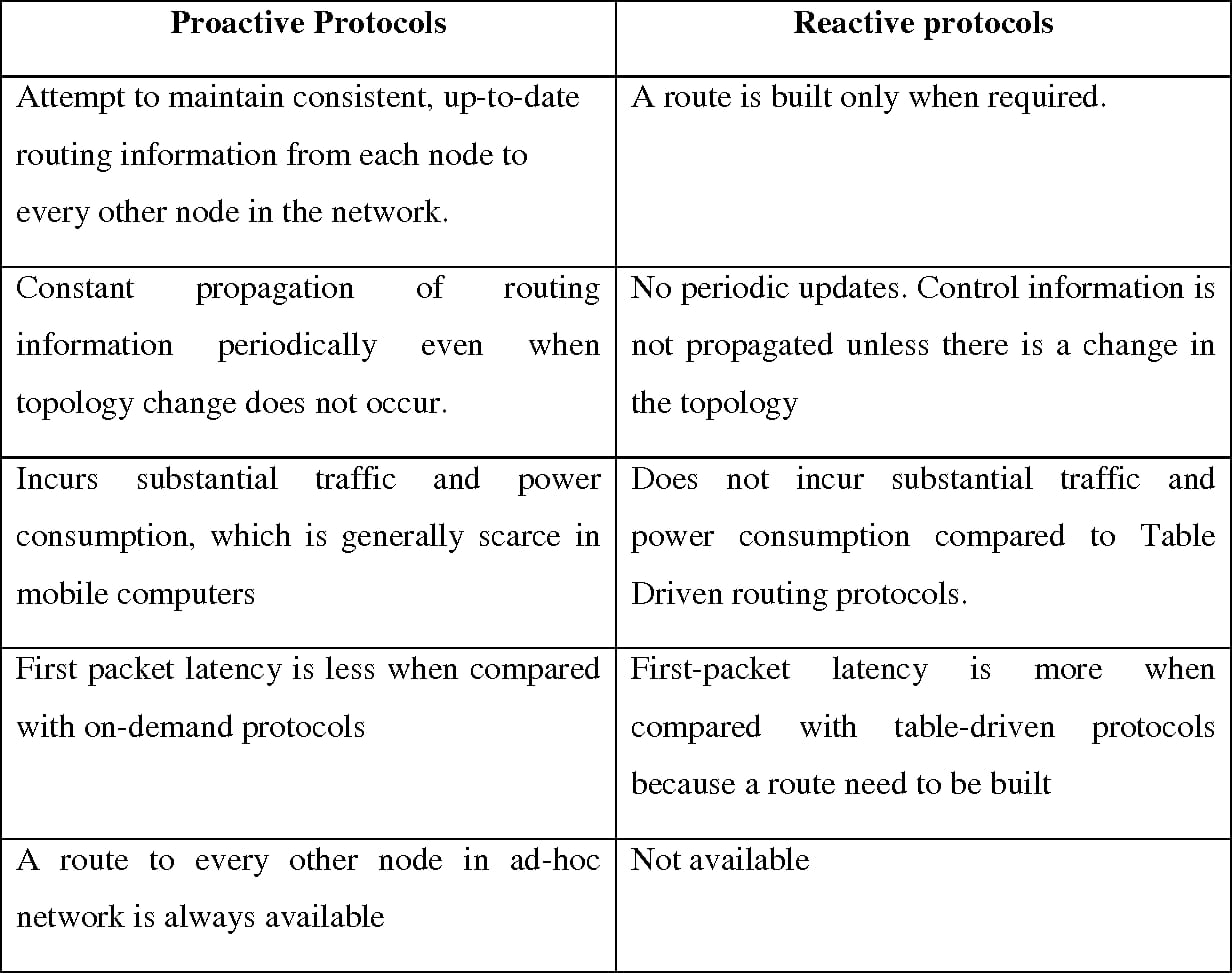 Proactive Protocols
Reactive protocols
Attempt to maintain consistent, up-to-date
routing information from each node to
every other node in the network.
A route is built only when required.
Constant propagation of routing
information periodically even when
topology change does not occur.
No periodic updates. Control information is
not propagated unless there is a change in
the topology
Incurs substantial traffic and power
consumption, which is generally scarce in
mobile computers
Does not incur substantial traffic and
power consumption compared to Table
Driven routing protocols.
First packet latency is less when compared
with on-demand protocols
First-packet latency is more when
compared with table-driven protocols
because a route need to be built
A route to every other node in ad-hoc
network is always available
Not available